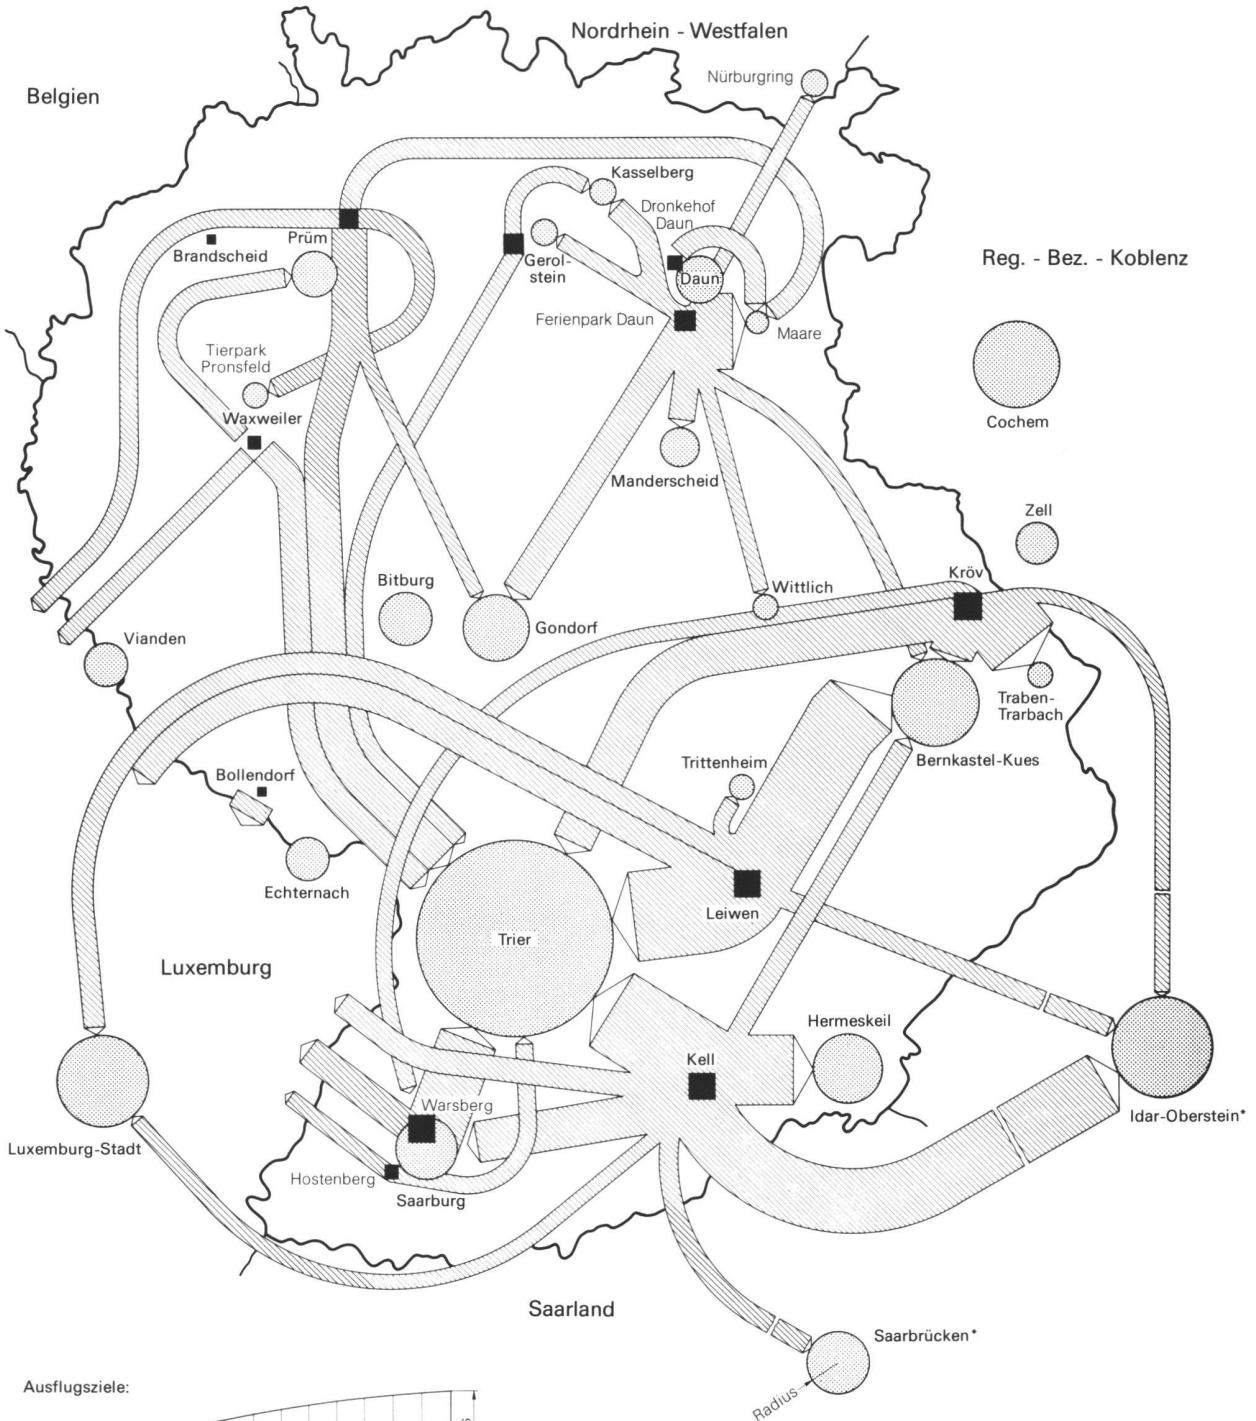 Nordrhein - Westfalen
Nürburgring
Belgien
Kasselberg
Dronkehof
Daun
Prüm
Brandscheid
Gerol-
stein
Daun
Reg. - Bez. - Koblenz
Ferienpark Daun
Maare
Tierpark
Pronsfeld
Waxweiler
Cochem
Manderscheid
Zell
Kröv
Bitburg
Wittlich
Gondorf
Vianden
Traben-
Trarbach
Bernkastel-Kues
Trittenheim
Bollendorf
Echternach
Leiwen
Trier
Luxemburg
Hermeskeil
Kell
Warsberg
Idar-Oberstein*
Luxemburg-Stadt
Hostenberg
Saarburg
Saarland
Saarbrücken*
Ausflugsziele:
Radius